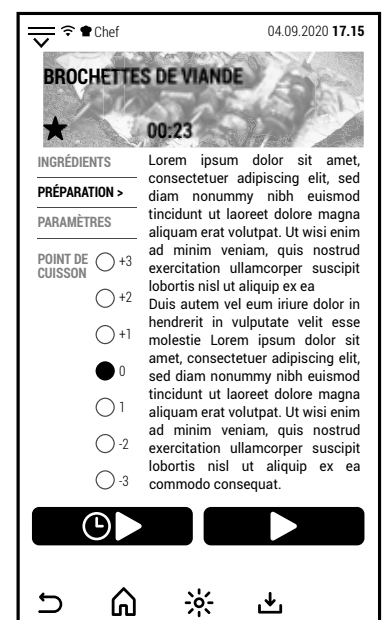 Chef 04.09.2020 17.15
BROCHETTES DE VIANDE
00:23
INGRÉDIENTS
PRÉPARATION >
PARAMÈTRES
POINT DE
CUISSON
+3
+2
+1
0
1
-2
-3
Lorem ipsum dolor sit amet,
consectetuer adipiscing elit, sed
diam nonummy nibh euismod
tincidunt ut laoreet dolore magna
aliquam erat volutpat. Ut wisi enim
ad minim veniam, quis nostrud
exercitation ullamcorper suscipit
lobortis nisl ut aliquip ex ea
Duis autem vel eum iriure dolor in
hendrerit in vulputate velit esse
molestie Lorem ipsum dolor sit
amet, consectetuer adipiscing elit,
sed diam nonummy nibh euismod
tincidunt ut laoreet dolore magna
aliquam erat volutpat. Ut wisi enim
ad minim veniam, quis nostrud
exercitation ullamcorper suscipit
lobortis nisl ut aliquip ex ea
commodo consequat.